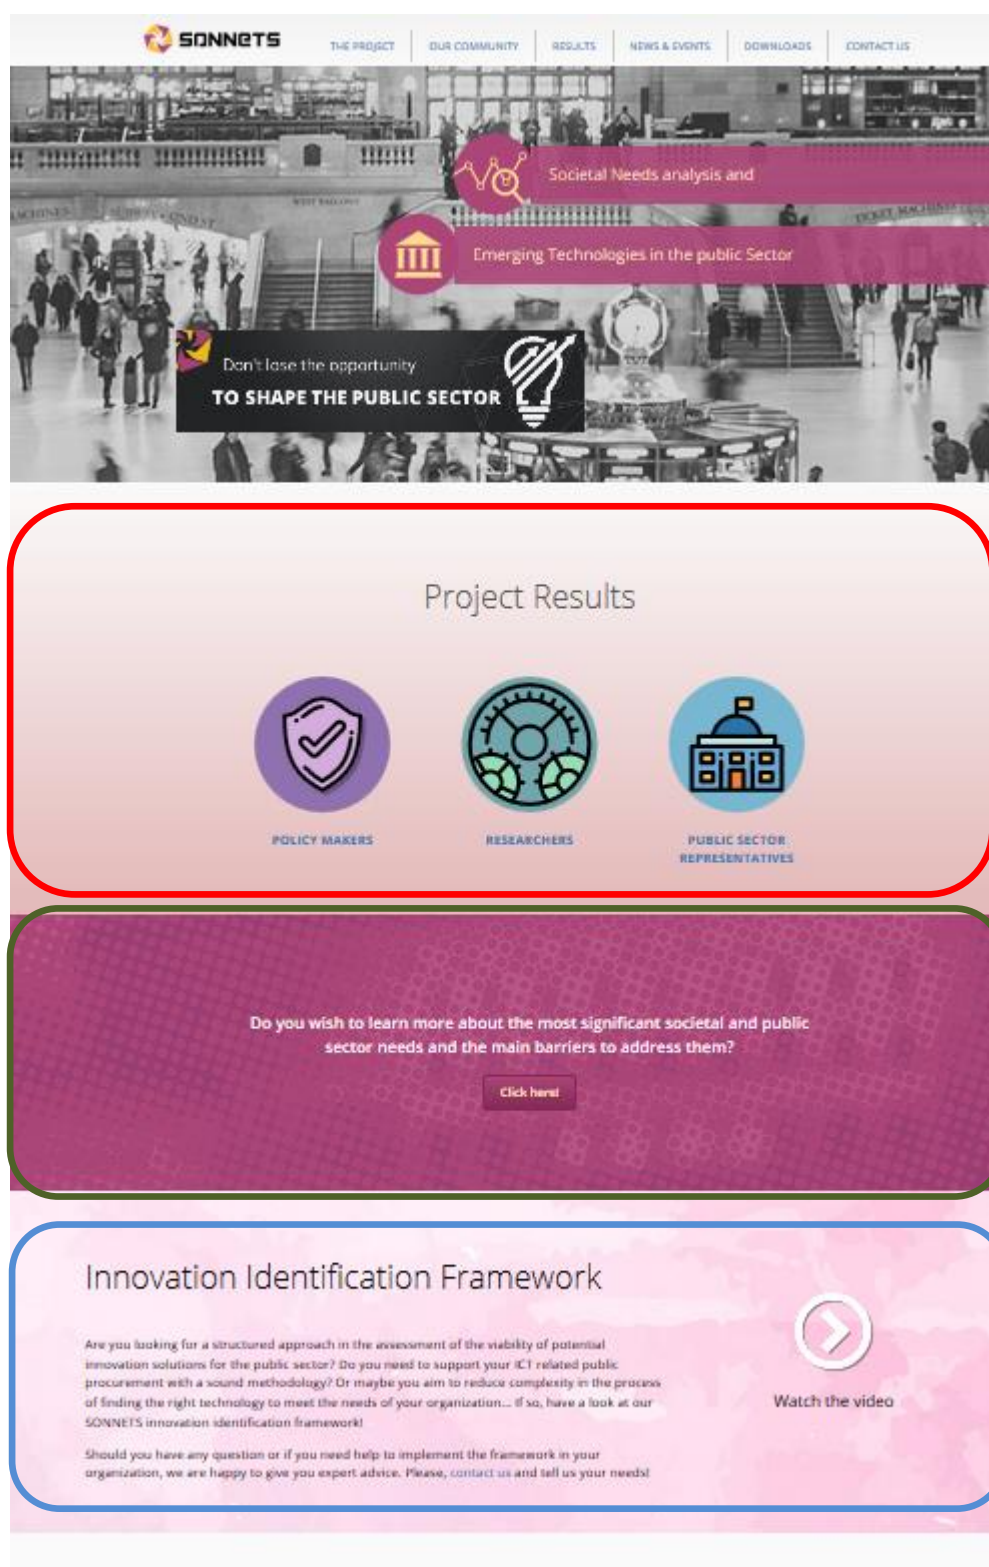 SONNETS
THE PROJECT
OUR COMMUNITY
RESULTS
NEWS & EVENTS
DOWNLOADS
CONTACT US
Societal Needs analysis and
Emerging Technologies in the public Sector
Don't lose the opportunity
TO SHAPE THE PUBLIC SECTOR
Project Results
POLICY MAKERS
RESEARCHERS
PUBLIC SECTOR
REPRESENTATIVES
Do you wish to learn more about the most significant societal and public
sector needs and the main barriers to address them?
Click here!
Innovation Identification Framework
Are you looking for a structured approach in the assessment of the viability of potential
innovation solutions for the public sector? Do you need to support your ICT related public
procurement with a sound methodology? Or maybe you aim to reduce complexity in the process
of finding the right technology to meet the needs of your organization... If so, have a look at our
SONNETS innovation identification framework!
Should you have any question or if you need help to implement the framework in your
organization, we are happy to give you expert advice. Please, contact us and tell us your needs!
Watch the video